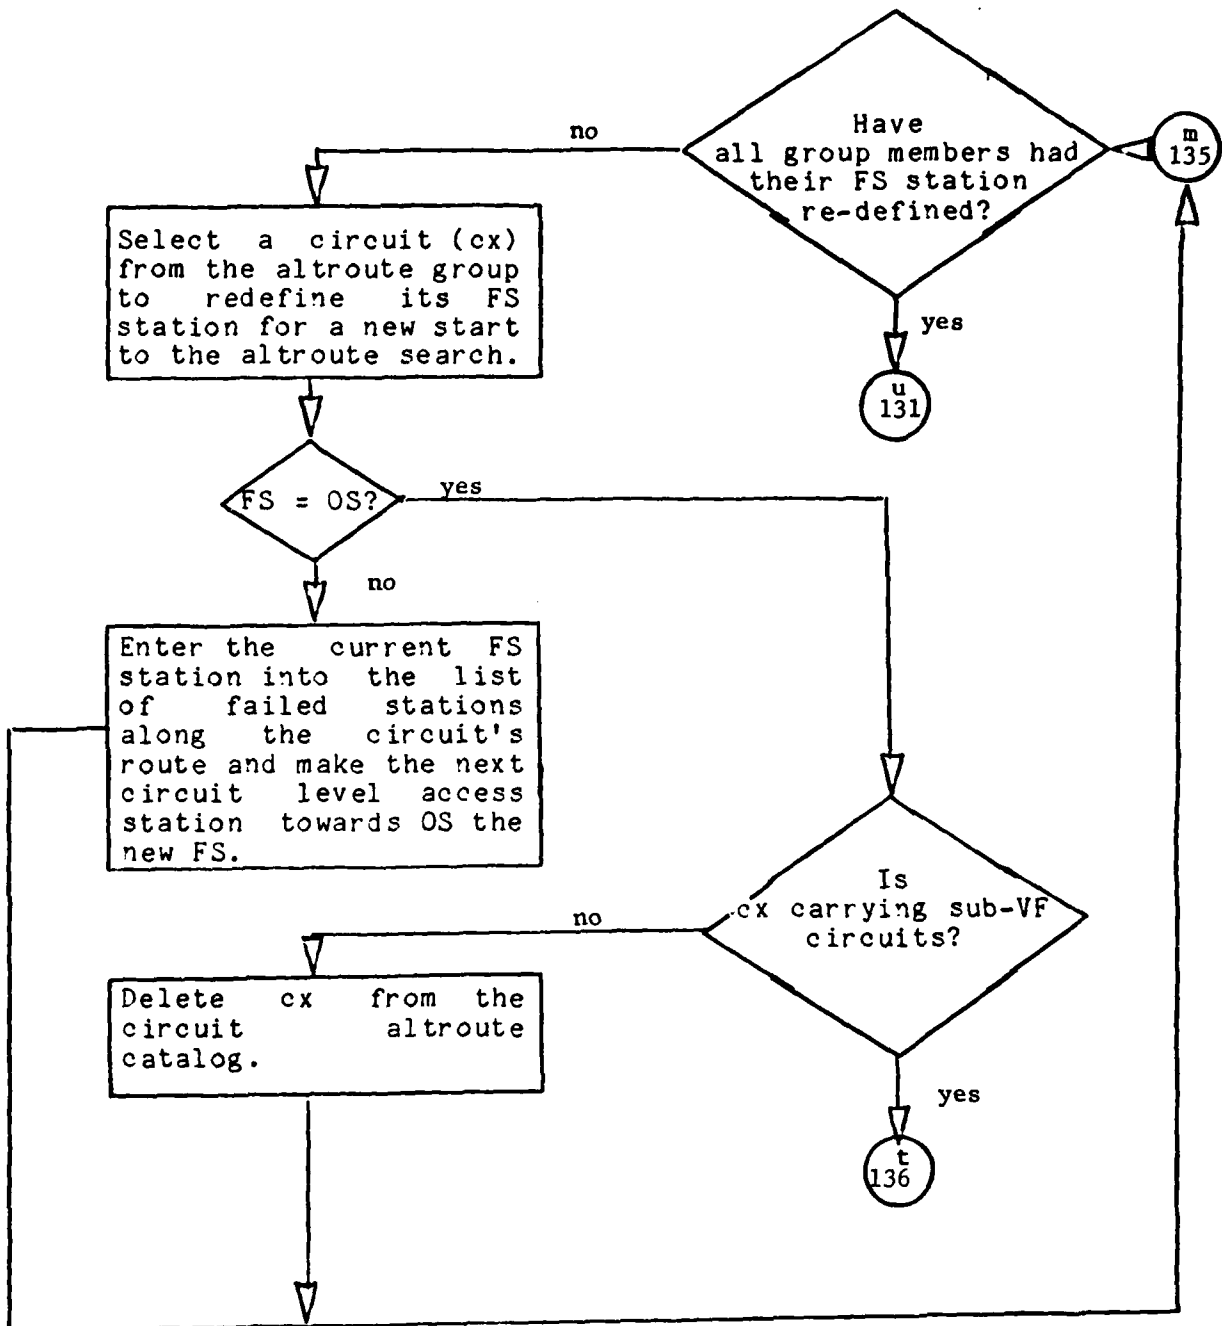 Have
all group members had
their FS station
re-defined?
m
135
no
yes
u
131
Select a circuit (cx)
from the altroute group
to redefine its FS
station for a new start
to the altroute search.
FS = OS?
yes
no
Enter the current FS
station into the list
of failed stations
along the circuit's
route and make the next
circuit level access
station towards OS the
new FS.
Is
cx carrying sub-VF
circuits?
no
yes
t
136
Delete cx from the
circuit altroute
catalog.